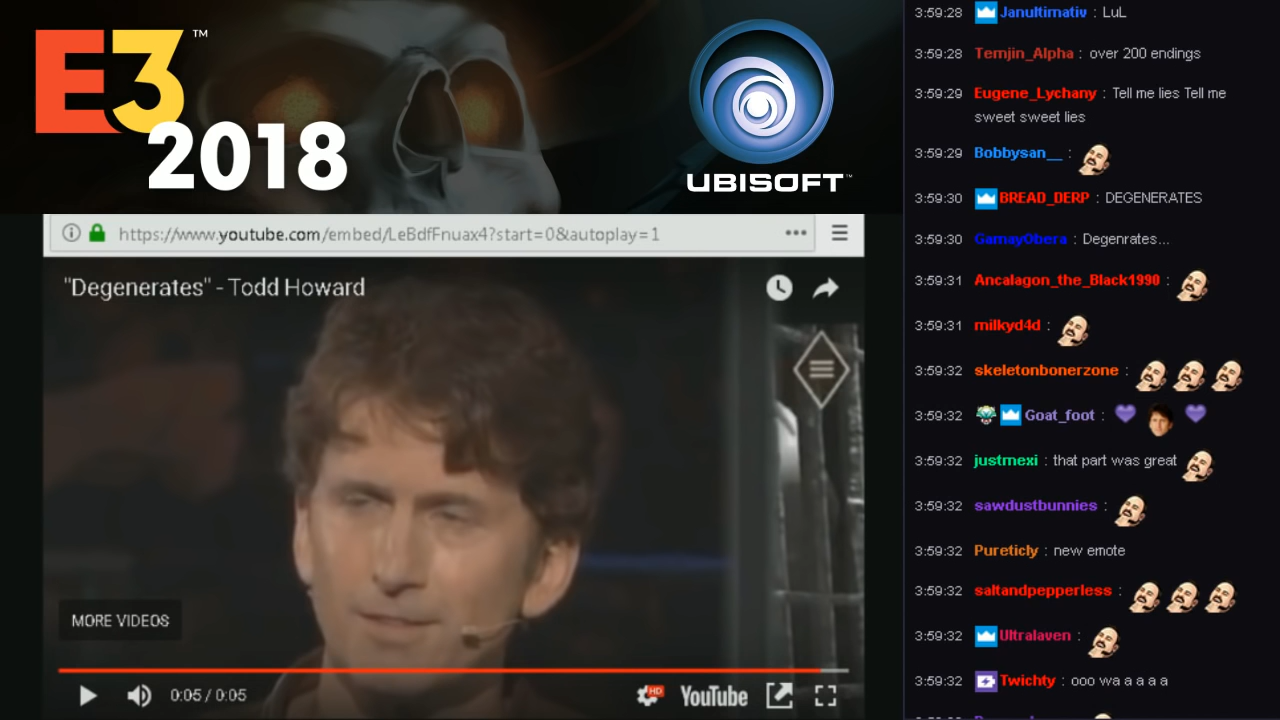 E3™
2018
UBISOFT™
https://www.youtube.com/embed/LeBdfFnuax4?start=0&autoplay=1
"Degenerates" - Todd Howard
MORE VIDEOS
0:05 / 0:05
HD
YouTube
3:59:28 Janultimativ : LuL
3:59:28 Temjin_Alpha : over 200 endings
3:59:29 Eugene_Lychany : Tell me lies Tell me
sweet sweet lies
3:59:29 Bobbysan__ :
3:59:30 BREAD_DERP : DEGENERATES
3:59:30 GamayObera : Degenrates...
3:59:31 Ancalagon_the_Black1990 :
3:59:31 milkyd4d :
3:59:32 skeletonbonerzone :
3:59:32 Goat_foot :
3:59:32 justmexi : that part was great
3:59:32 sawdustbunnies :
3:59:32 Pureticly : new emote
3:59:32 saltandpepperless :
3:59:32 Ultralaven :
3:59:32 Twichty : ooo wa a a a a